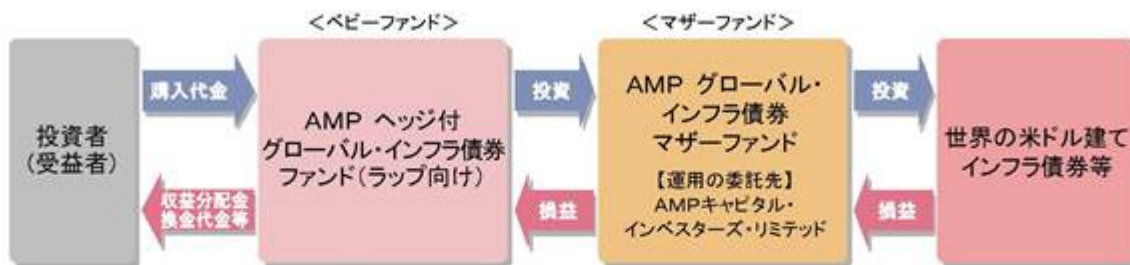 ＜ベビーファンド＞
＜マザーファンド＞
投資者
（受益者）
購入代金
収益分配金
換金代金等
AMP ヘッジ付
グローバル・インフラ債券
ファンド（ラップ向け）
投資
損益
AMP グローバル・
インフラ債券
マザーファンド
【運用の委託先】
AMPキャピタル・
インベスターズ・リミテッド
投資
損益
世界の米ドル建て
インフラ債券等